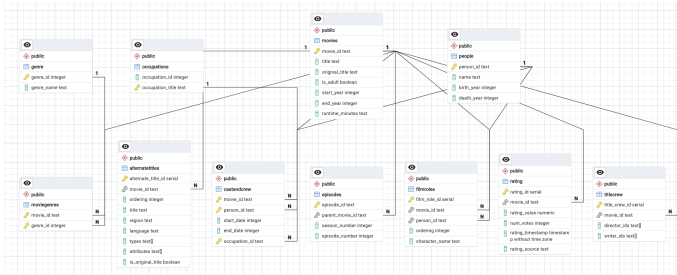 public
genre
genre_id integer
genre_name text
public
occupations
occupation_id integer
occupation_title text
public
movies
movie_id text
title text
original_title text
is_adult boolean
start_year integer
end_year integer
runtime_minutes text
public
people
person_id text
name text
birth_year integer
death_year integer
1
1
1
1
1
public
moviegenres
movie_id text
genre_id integer
public
alternatetitles
alternate_title_id serial
movie_id text
ordering integer
title text
region text
language text
types text[]
attributes text[]
is_original_title boolean
public
castandcrew
movie_id text
person_id text
start_date integer
end_date integer
occupation_id text
public
episodes
episode_id text
parent_movie_id text
season_number integer
episode_number integer
public
filmroles
film_role_id serial
movie_id text
person_id text
ordering integer
character_name text
public
rating
rating_id serial
movie_id text
rating_value numeric
num_votes integer
rating_timestamp timestam
p without time zone
rating_source text
public
titlecrew
title_crew_id serial
movie_id text
director_ids text[]
writer_ids text[]
N
N
N
N
N
N
N
N
N
N
N
N